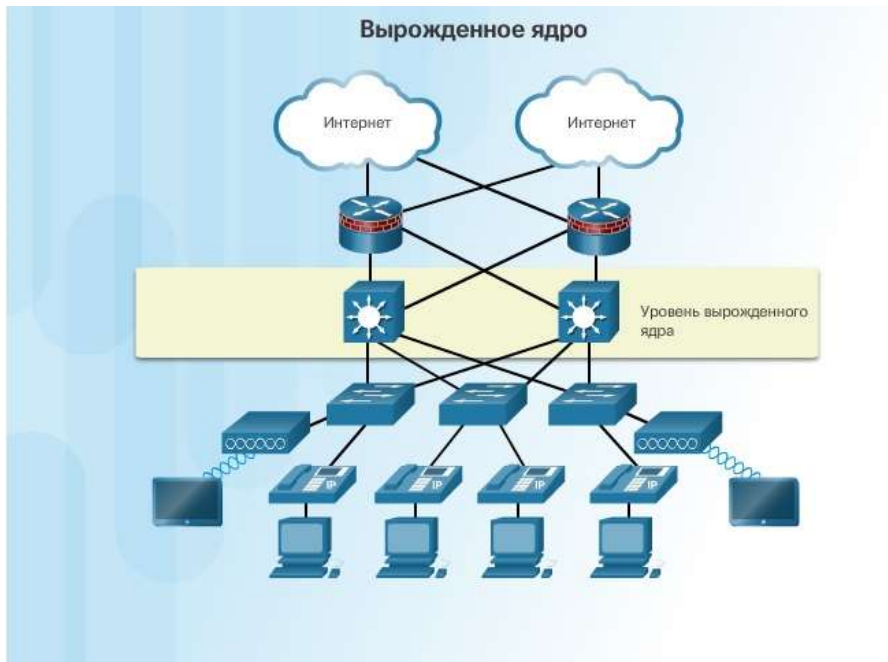 Вырожденное ядро
Интернет
Интернет
Уровень вырожденного
ядра
IP
IP
IP
IP